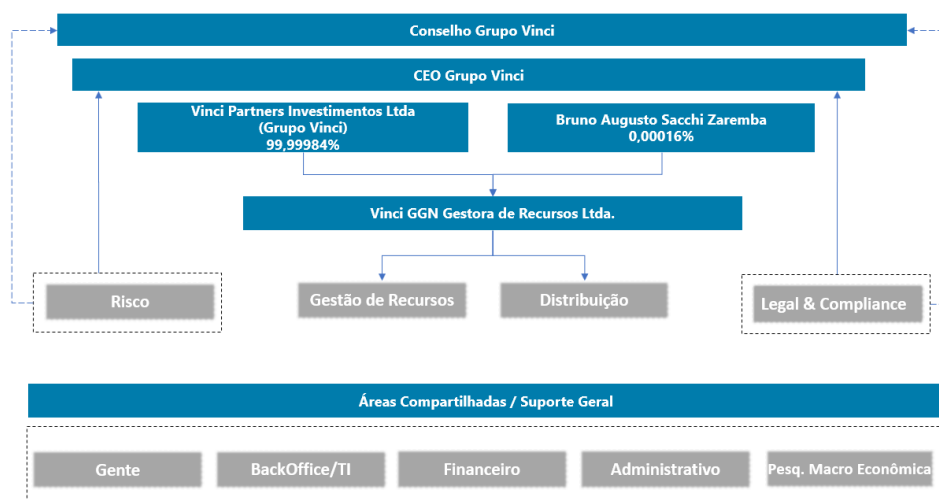 Conselho Grupo Vinci
CEO Grupo Vinci
Vinci Partners Investimentos Ltda
(Grupo Vinci)
99,99984%
Bruno Augusto Sacchi Zaremba
0,00016%
Vinci GGN Gestora de Recursos Ltda.
Risco
Gestão de Recursos
Distribuição
Legal & Compliance
Áreas Compartilhadas / Suporte Geral
Gente
BackOffice/TI
Financeiro
Administrativo
Pesq. Macro Econômica